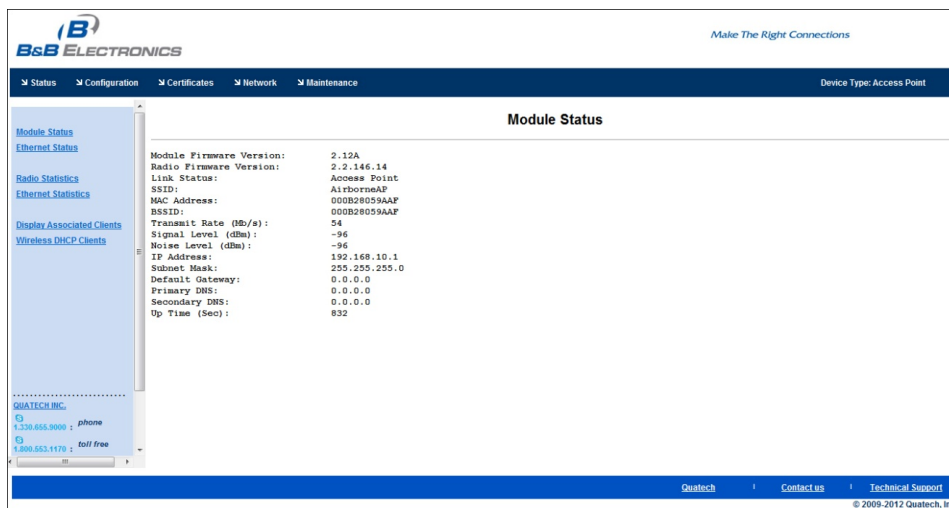 B
B&B ELECTRONICS
Make The Right Connections
Status Configuration Certificates Network Maintenance Device Type: Access Point
Module Status
Ethernet Status
Radio Statistics
Ethernet Statistics
Display Associated Clients
Wireless DHCP Clients
QUATECH INC.
1.330.655.9000 : phone
1.800.553.1170 : toll free
Module Status
Module Firmware Version: 2.12A
Radio Firmware Version: 2.2.146.14
Link Status: Access Point
SSID: AirborneAP
MAC Address: 000B28059AAF
BSSID: 000B28059AAF
Transmit Rate (Mb/s): 54
Signal Level (dBm): -96
Noise Level (dBm): -96
IP Address: 192.168.10.1
Subnet Mask: 255.255.255.0
Default Gateway: 0.0.0.0
Primary DNS: 0.0.0.0
Secondary DNS: 0.0.0.0
Up Time (Sec): 832
Quatech | Contact us | Technical Support
© 2009-2012 Quatech, In